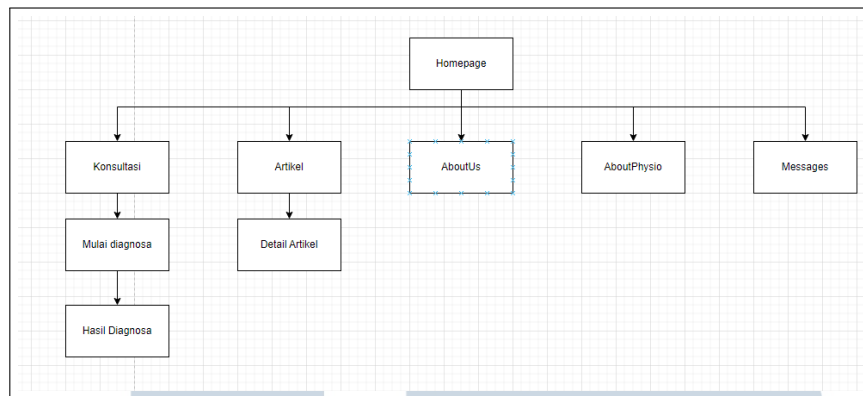 Homepage
Konsultasi
Artikel
AboutUs
AboutPhysio
Messages
Mulai diagnosa
Detail Artikel
Hasil Diagnosa